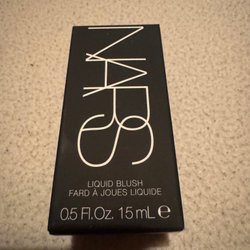 NARS
LIQUID BLUSH
FARD À JOUES LIQUIDE
0.5 Fl.Oz. 15 mL e